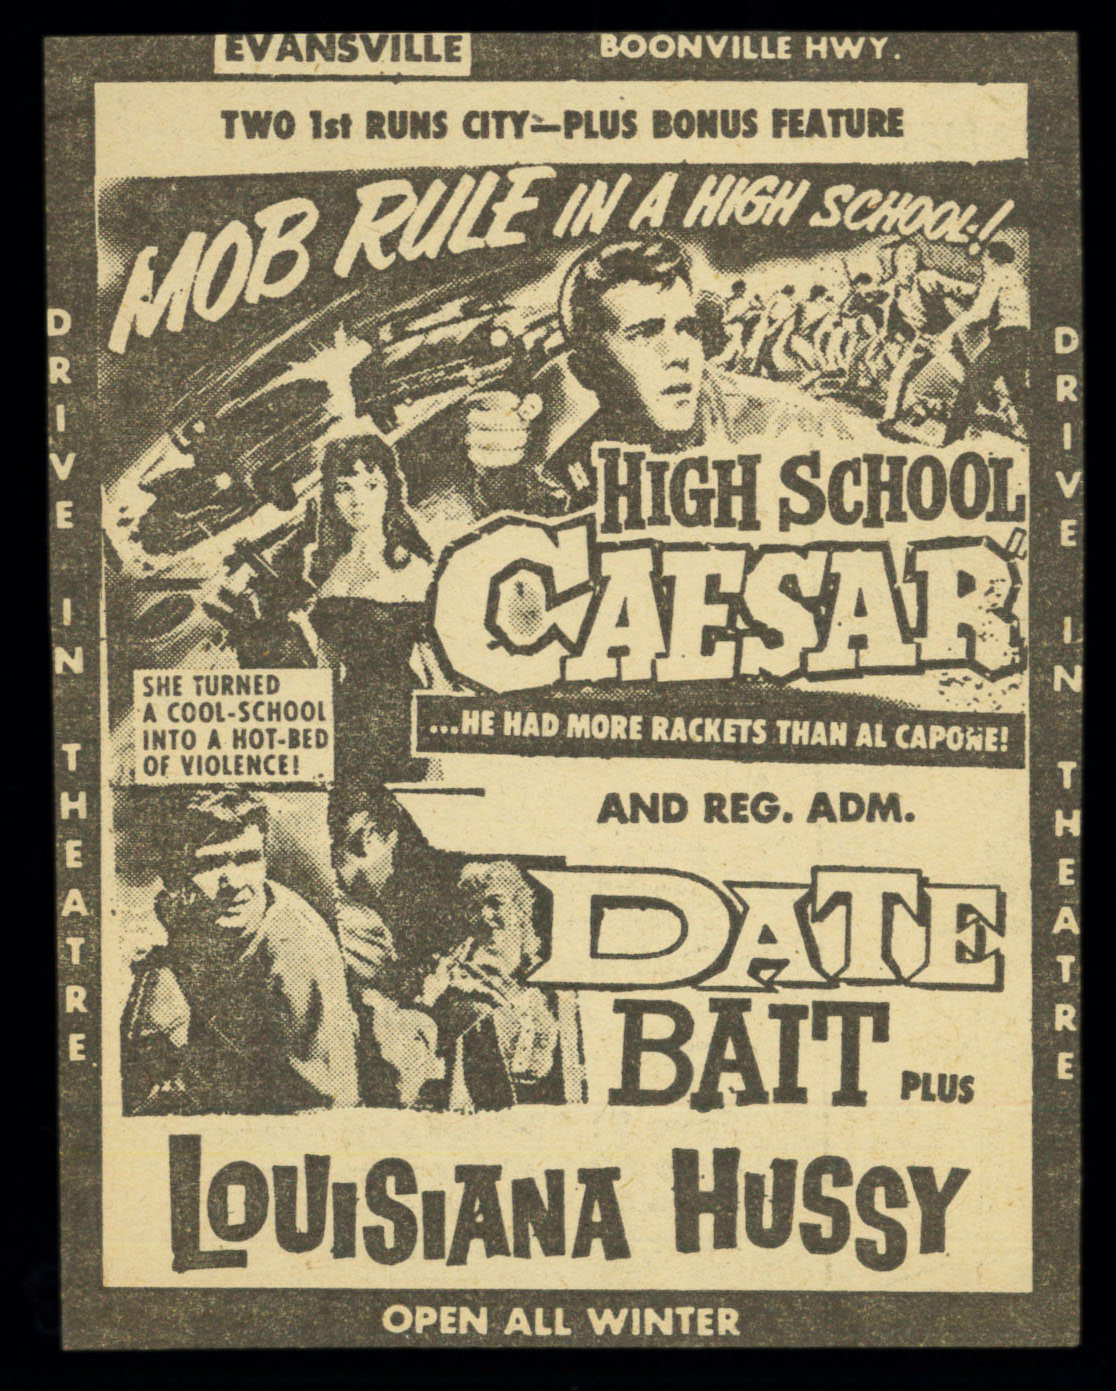 EVANSVILLE
BOONVILLE HWY.
TWO 1st RUNS CITY—PLUS BONUS FEATURE
MOB RULE IN A HIGH SCHOOL!
HIGH SCHOOL
CAESAR
...HE HAD MORE RACKETS THAN AL CAPONE!
SHE TURNED
A COOL-SCHOOL
INTO A HOT-BED
OF VIOLENCE!
AND REG. ADM.
DATE
BAIT
PLUS
LOUISIANA HUSSY
OPEN ALL WINTER
DRIVE IN THEATRE
DRIVE IN THEATRE